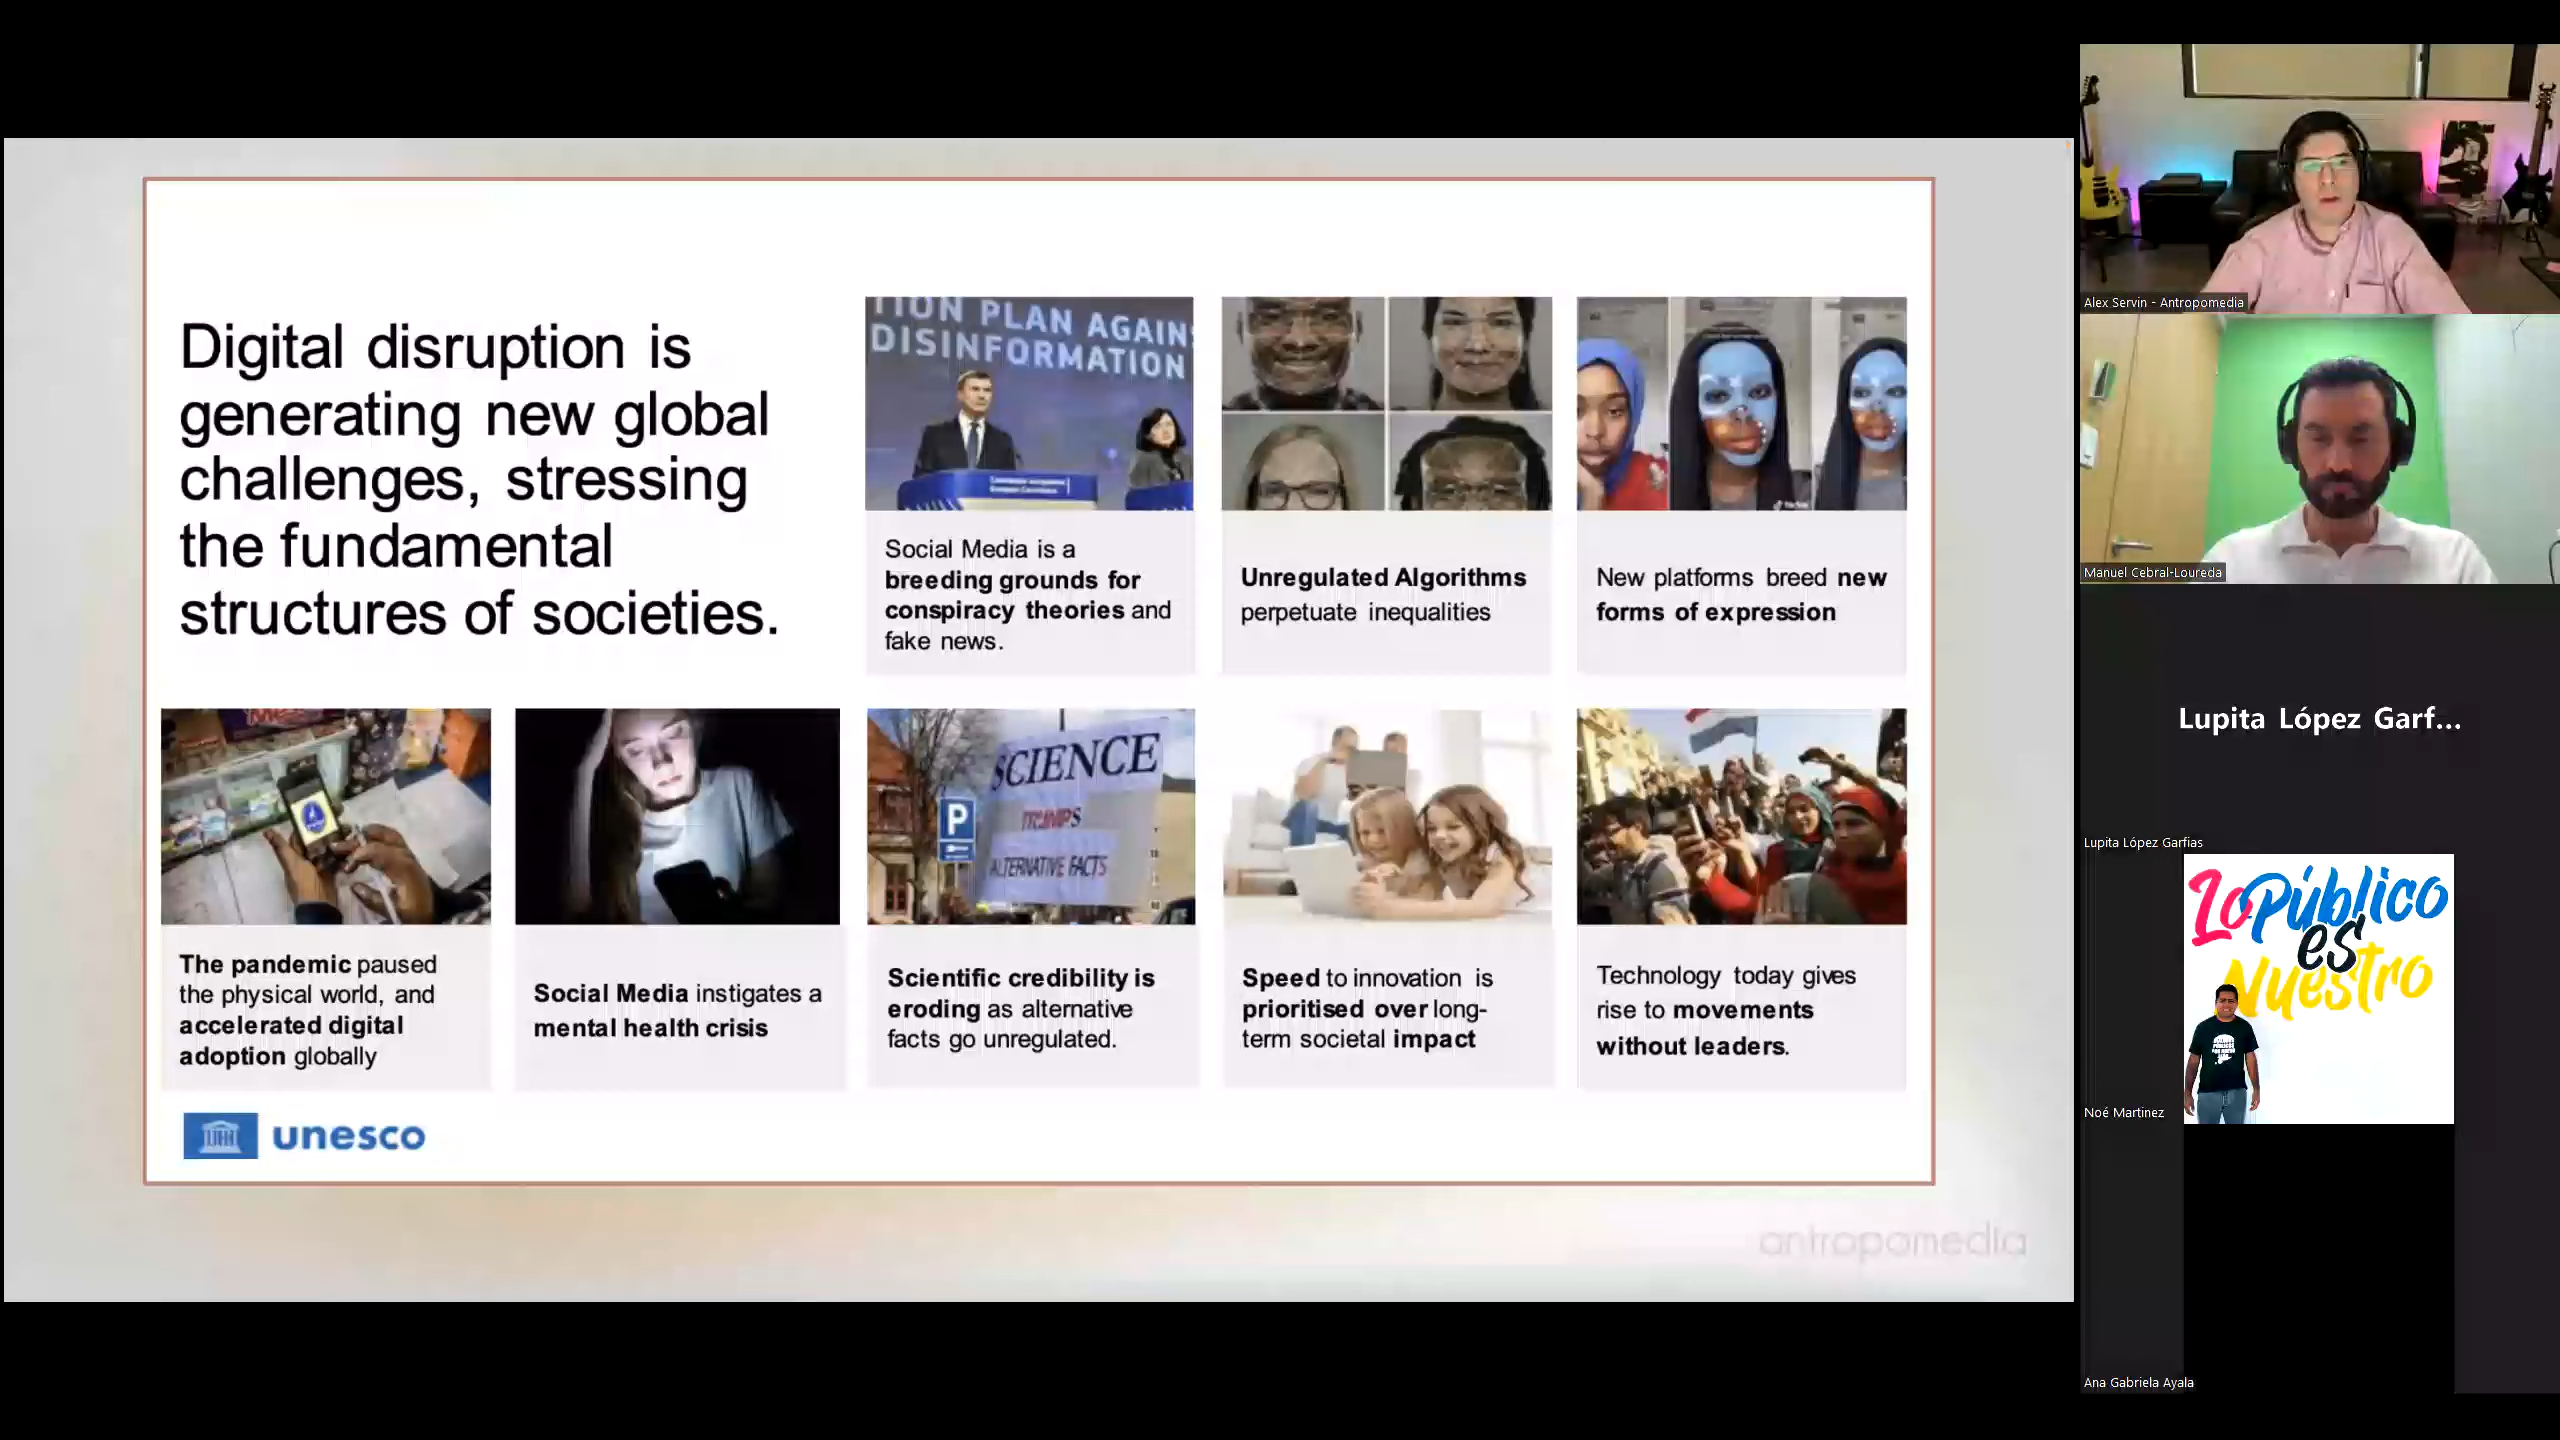 Digital disruption is
generating new global
challenges, stressing
the fundamental
structures of societies.
TION PLAN AGAIN
DISINFORMATION
Social Media is a
breeding grounds for
conspiracy theories and
fake news.
Unregulated Algorithms
perpetuate inequalities
New platforms breed new
forms of expression
The pandemic paused
the physical world, and
accelerated digital
adoption globally
Social Media instigates a
mental health crisis
SCIENCE
TRUMPS
ALTERNATIVE FACTS
P
Scientific credibility is
eroding as alternative
facts go unregulated.
Speed to innovation is
prioritised over long-
term societal impact
Technology today gives
rise to movements
without leaders.
unesco
antropomedia
Alex Servin - Antropomedia
Manuel Cebral-Loureda
Lupita López Garf...
Lupita López Garfias
Lo Público
es
Nuestro
Noé Martinez
Ana Gabriela Ayala